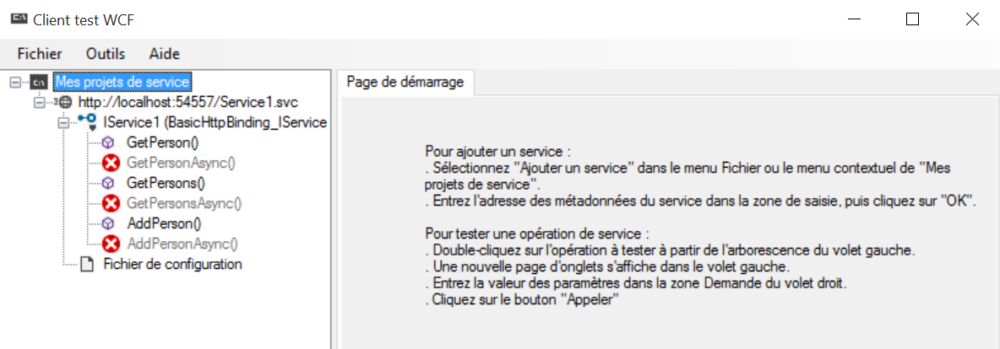 Client test WCF
Fichier Outils Aide
Mes projets de service
http://localhost:54557/Service1.svc
IService1 (BasicHttpBinding_IService
GetPerson()
GetPersonAsync()
GetPersons()
GetPersonsAsync()
AddPerson()
AddPersonAsync()
Fichier de configuration
Page de démarrage
Pour ajouter un service :
. Sélectionnez "Ajouter un service" dans le menu Fichier ou le menu contextuel de "Mes
projets de service".
. Entrez l'adresse des métadonnées du service dans la zone de saisie, puis cliquez sur "OK".
Pour tester une opération de service :
. Double-cliquez sur l'opération à tester à partir de l'arborescence du volet gauche.
. Une nouvelle page d'onglets s'affiche dans le volet gauche.
. Entrez la valeur des paramètres dans la zone Demande du volet droit.
. Cliquez sur le bouton "Appeler"